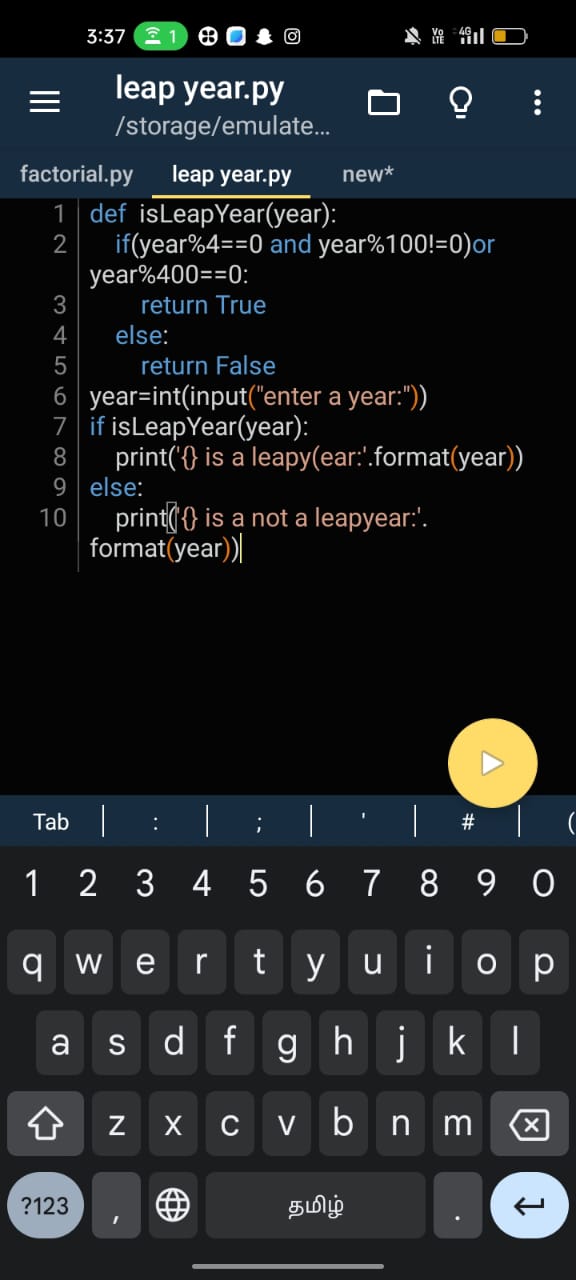 3:37 1 Vo LTE 4G
leap year.py
/storage/emulate...
factorial.py leap year.py new*
1 def isLeapYear(year):
2 if(year%4==0 and year%100!=0)or
year%400==0:
3 return True
4 else:
5 return False
6 year=int(input("enter a year:"))
7 if isLeapYear(year):
8 print('{} is a leapy(ear:'.format(year))
9 else:
10 print('{} is a not a leapyear:'.
format(year))
Tab : ; ' # (
1 2 3 4 5 6 7 8 9 0
q w e r t y u i o p
a s d f g h j k l
z x c v b n m
?123 , தமிழ் .